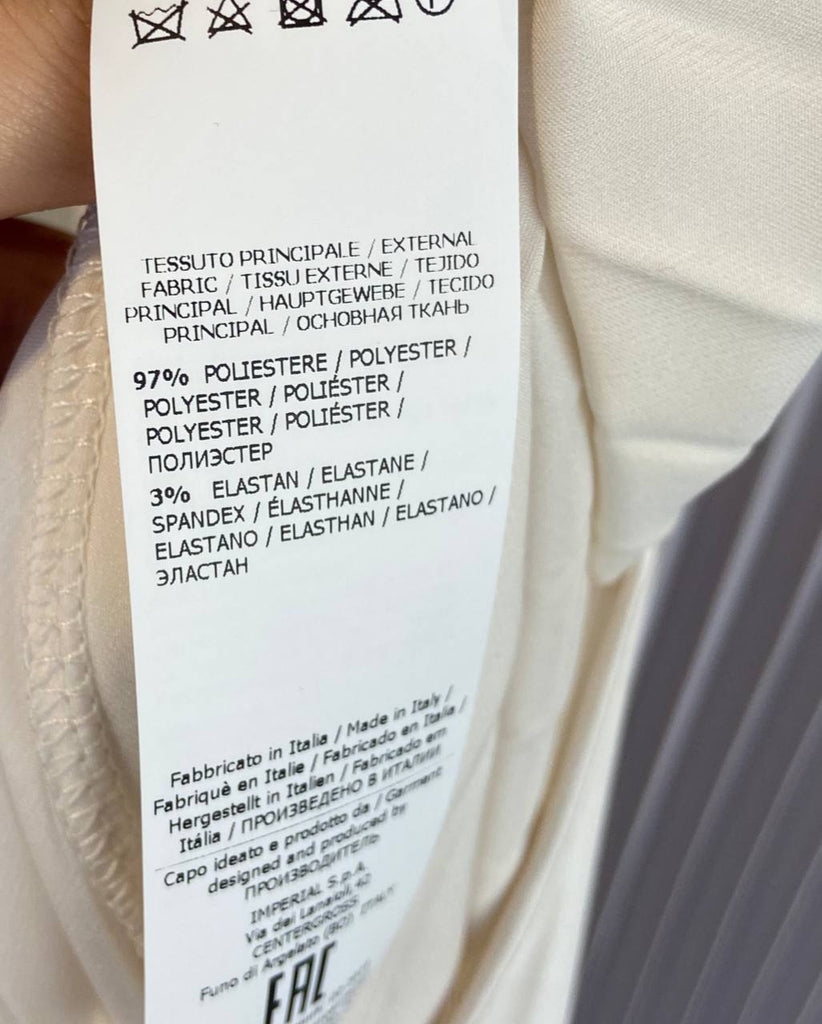 TESSUTO PRINCIPALE / EXTERNAL
FABRIC / TISSU EXTERNE / TEJIDO
PRINCIPAL / HAUPTGEWEBE / TECIDO
PRINCIPAL / ОСНОВНАЯ ТКАНЬ
97% POLIESTERE / POLYESTER /
POLYESTER / POLIÉSTER /
POLYESTER / POLIÉSTER /
ПОЛИЭСТЕР
3% ELASTAN / ELASTANE /
SPANDEX / ÉLASTHANNE /
ELASTANO / ELASTHAN / ELASTANO /
ЭЛАСТАН
Fabbricato in Italia / Made in Italy /
Fabriquè en Italie / Fabricado en Italia /
Hergestellt in Italien / Fabricado em
Itália / ПРОИЗВЕДЕНО В ИТАЛИИ
Capo ideato e prodotto da / Garment
designed and produced by
ПРОИЗВОДИТЕЛЬ
IMPERIAL S.p.A.
Via dei Lanaioli, 42
CENTERGROSS
Funo di Argelato (BO) ITALY
EAC